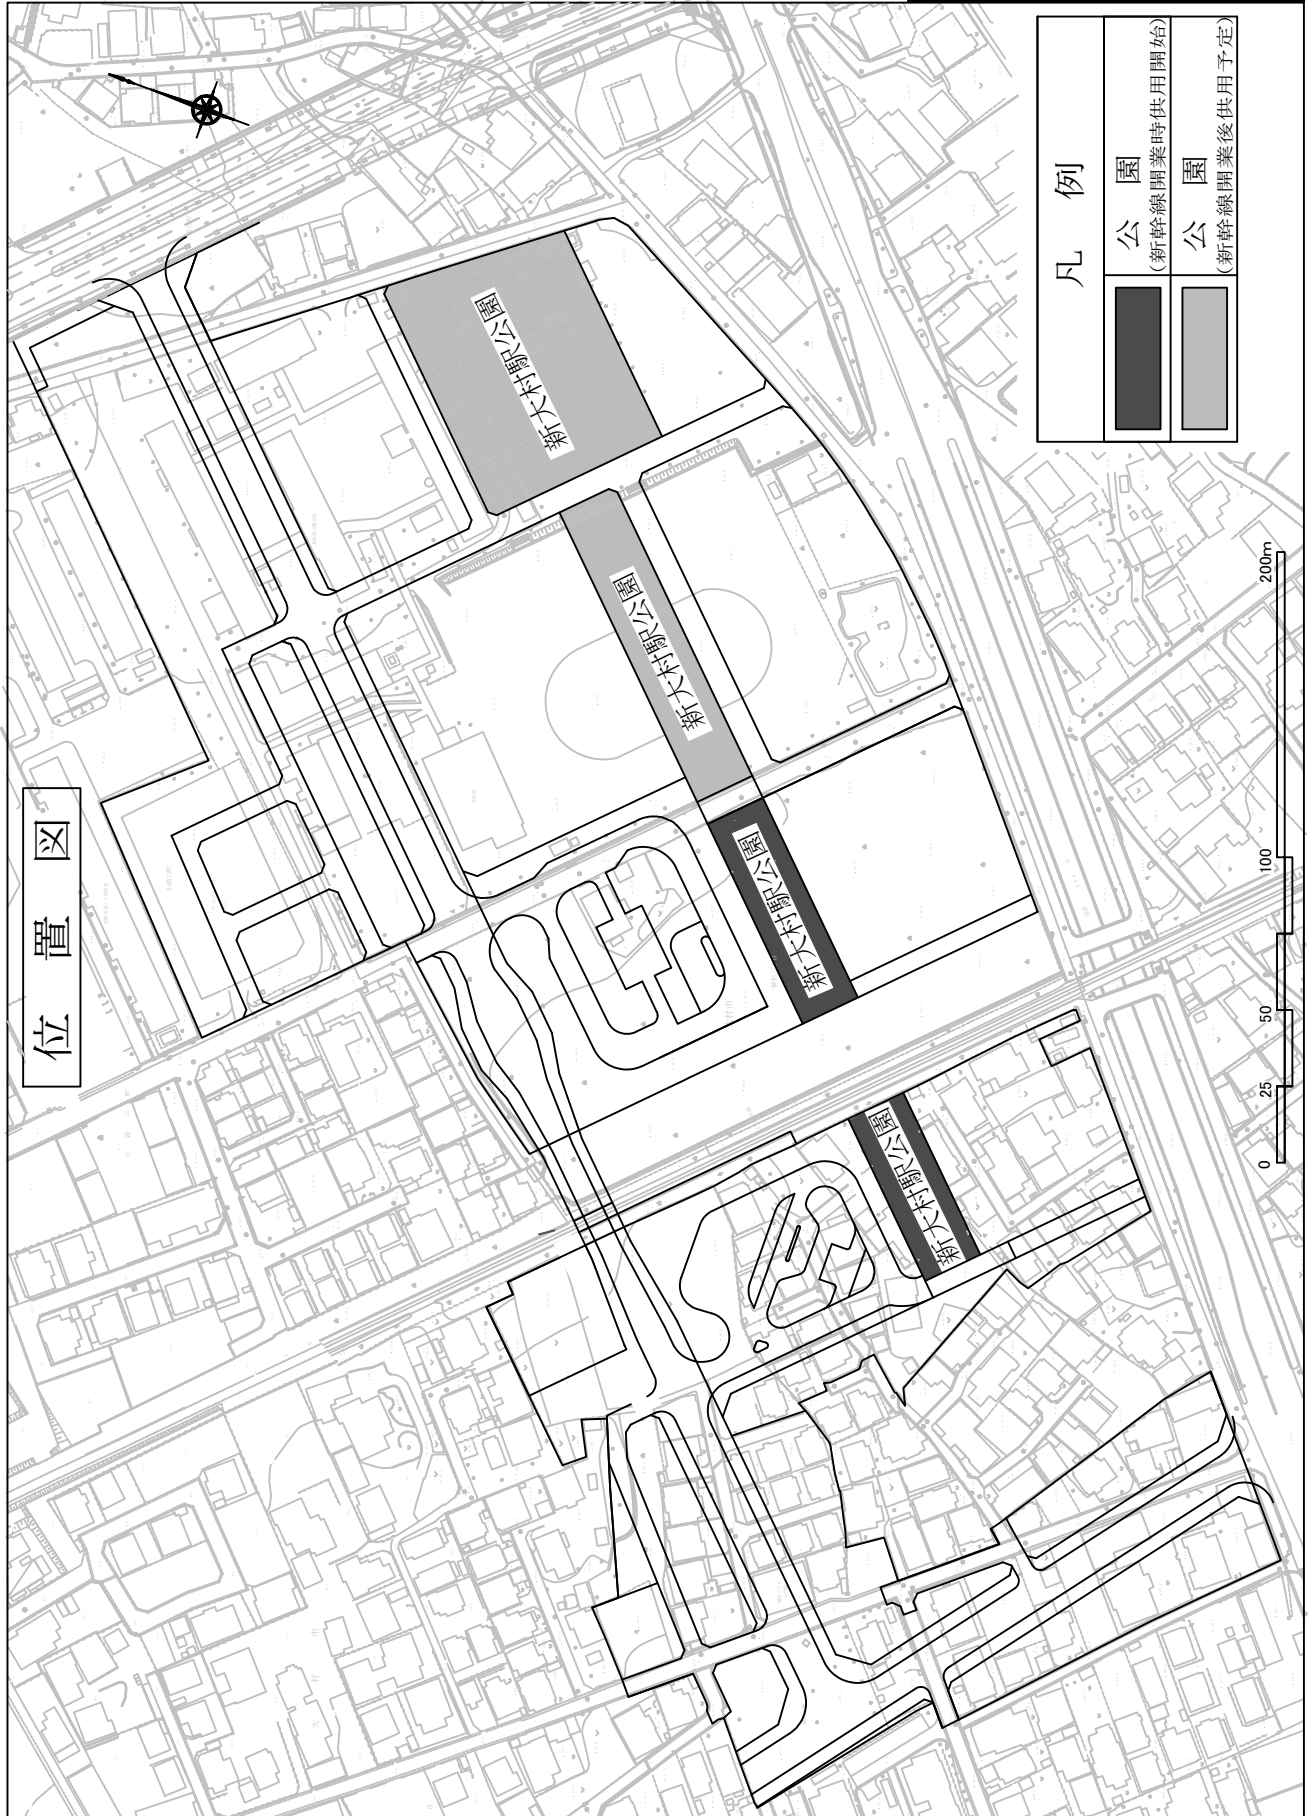 位置図
新大村駅公園
新大村駅公園
新大村駅公園
新大村駅公園
凡例
公園
(新幹線開業時供用開始)
公園
(新幹線開業後供用予定)
0 25 50 100 200m